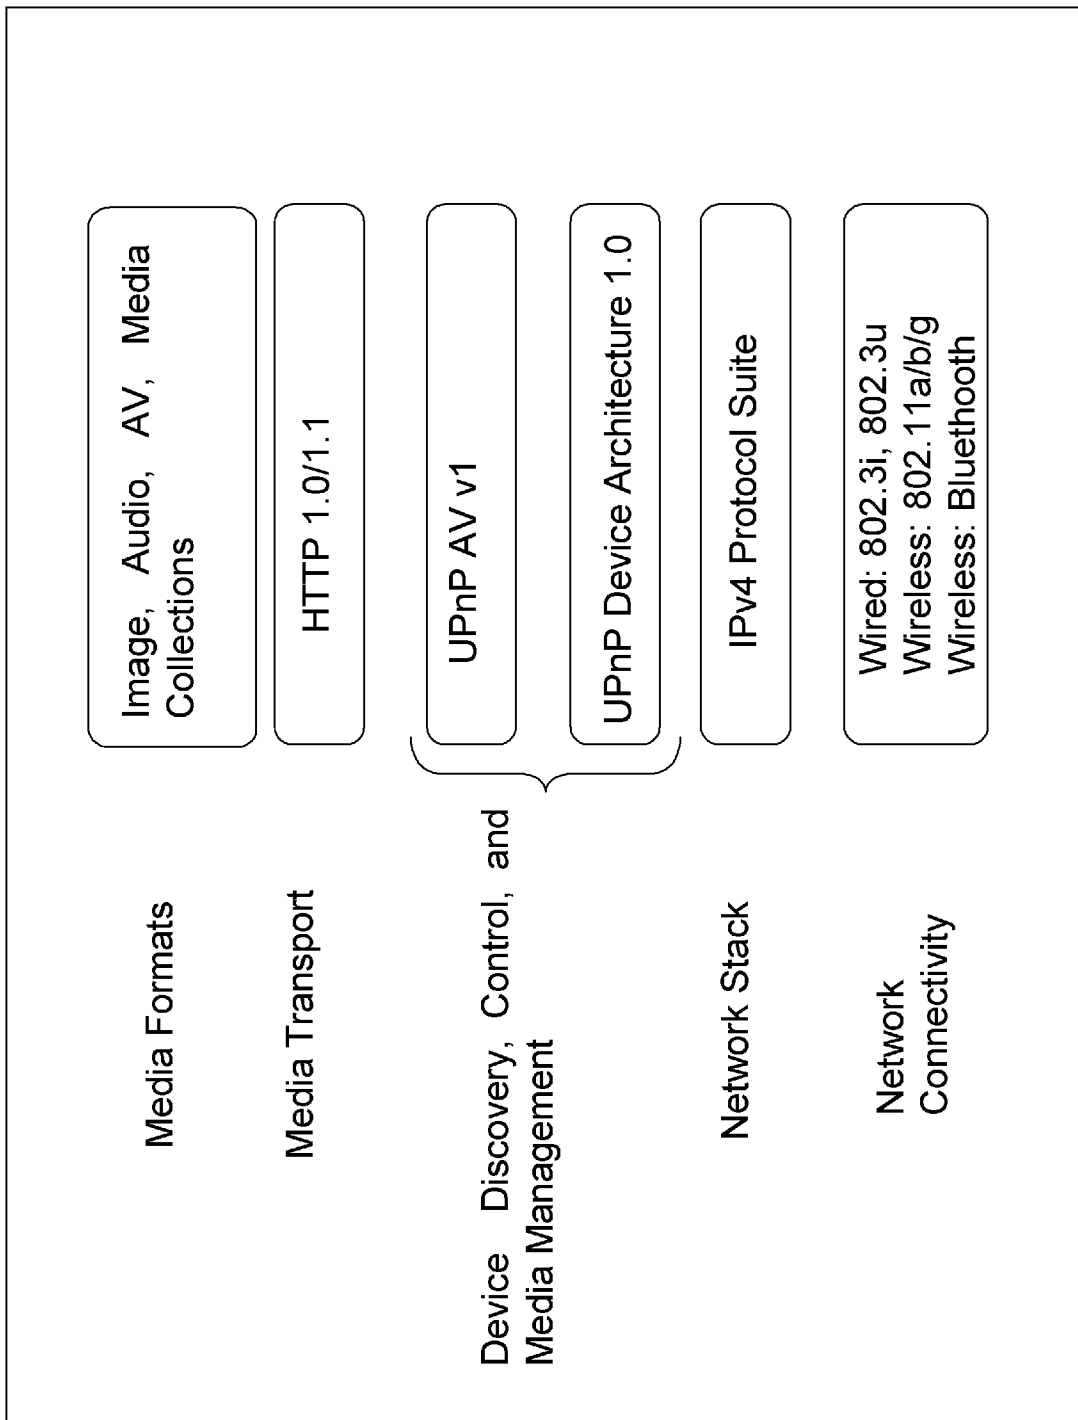 Media Formats
Image, Audio, AV, Media
Collections
Media Transport
HTTP 1.0/1.1
Device Discovery, Control, and
Media Management
UPnP AV v1
UPnP Device Architecture 1.0
Network Stack
IPv4 Protocol Suite
Network
Connectivity
Wired: 802.3i, 802.3u
Wireless: 802.11a/b/g
Wireless: Bluethooth